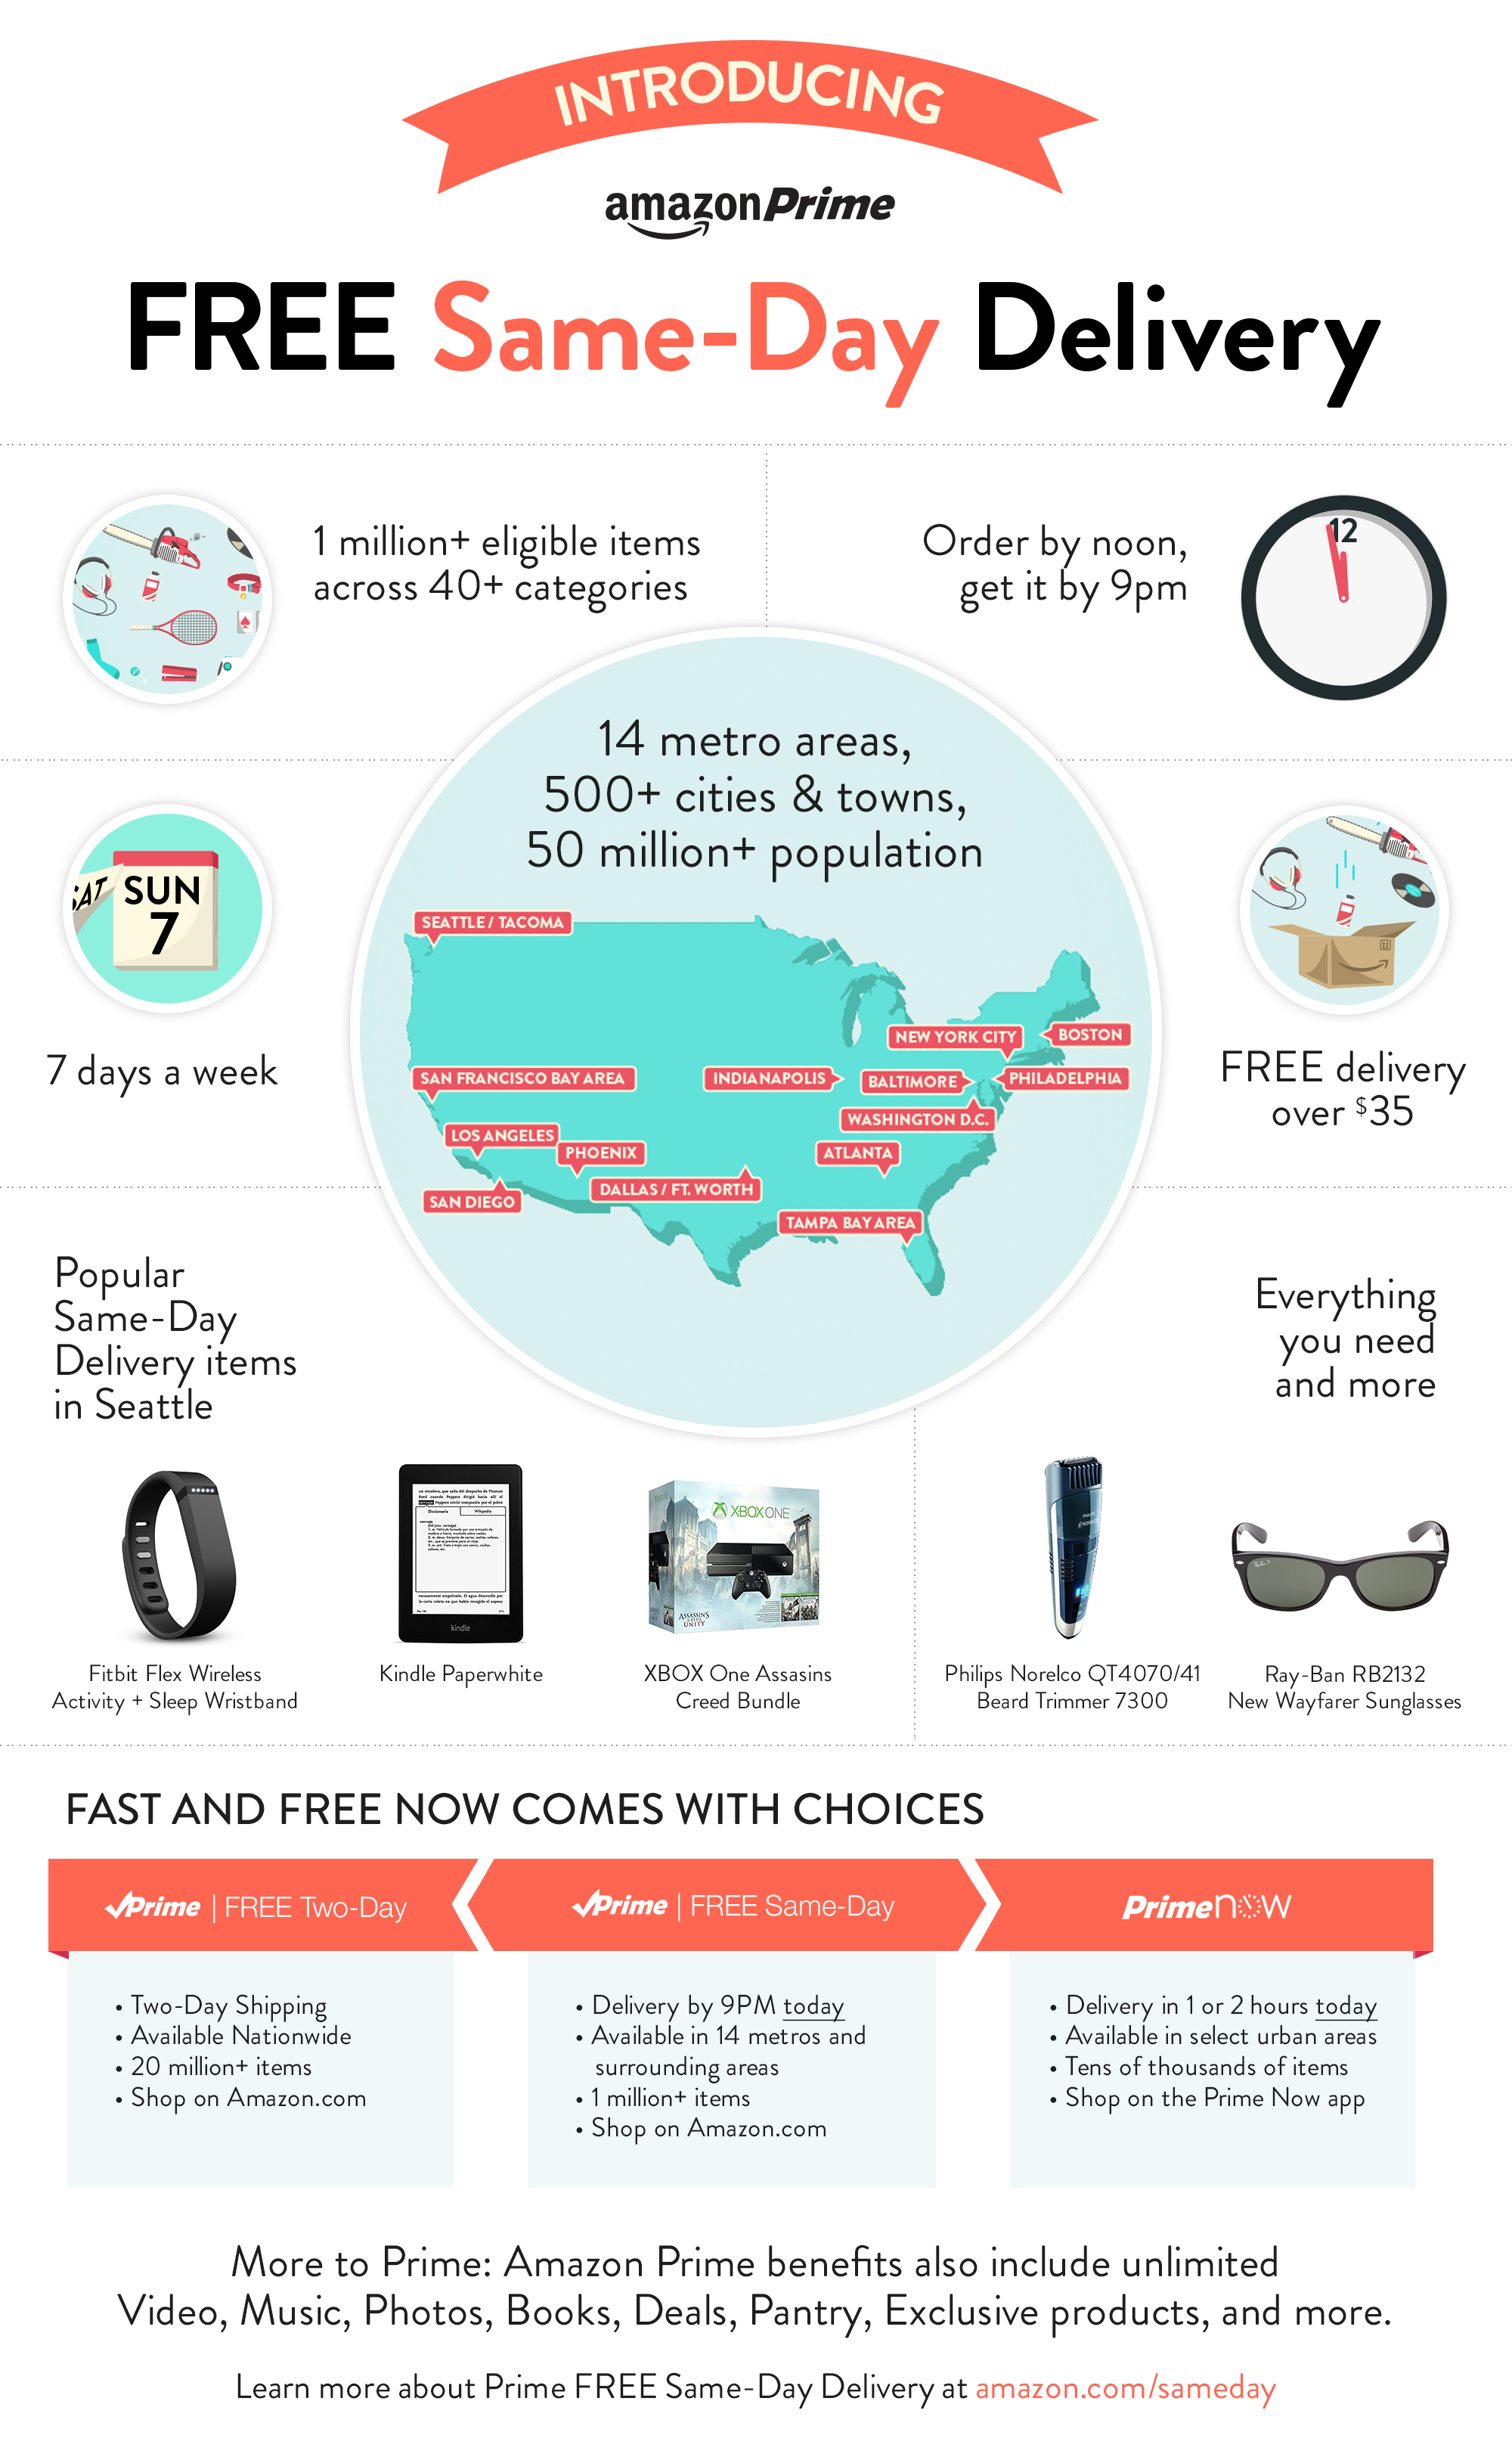 INTRODUCING
amazonPrime
FREE Same-Day Delivery
1 million+ eligible items
across 40+ categories
Order by noon,
get it by 9pm
12
14 metro areas,
500+ cities & towns,
50 million+ population
SAT
SUN
7
7 days a week
SEATTLE / TACOMA
NEW YORK CITY
BOSTON
SAN FRANCISCO BAY AREA
INDIANAPOLIS
BALTIMORE
PHILADELPHIA
WASHINGTON D.C.
LOS ANGELES
PHOENIX
ATLANTA
DALLAS / FT. WORTH
SAN DIEGO
TAMPA BAY AREA
FREE delivery
over $35
Popular
Same-Day
Delivery items
in Seattle
Everything
you need
and more
kindle
XBOX ONE
ASSASSIN'S
CREED
UNITY
Ray-Ban
Fitbit Flex Wireless
Activity + Sleep Wristband
Kindle Paperwhite
XBOX One Assasins
Creed Bundle
Philips Norelco QT4070/41
Beard Trimmer 7300
Ray-Ban RB2132
New Wayfarer Sunglasses
FAST AND FREE NOW COMES WITH CHOICES
Prime | FREE Two-Day
• Two-Day Shipping
• Available Nationwide
• 20 million+ items
• Shop on Amazon.com
Prime | FREE Same-Day
• Delivery by 9PM today
• Available in 14 metros and
surrounding areas
• 1 million+ items
• Shop on Amazon.com
Prime now
• Delivery in 1 or 2 hours today
• Available in select urban areas
• Tens of thousands of items
• Shop on the Prime Now app
More to Prime: Amazon Prime benefits also include unlimited
Video, Music, Photos, Books, Deals, Pantry, Exclusive products, and more.
Learn more about Prime FREE Same-Day Delivery at amazon.com/sameday